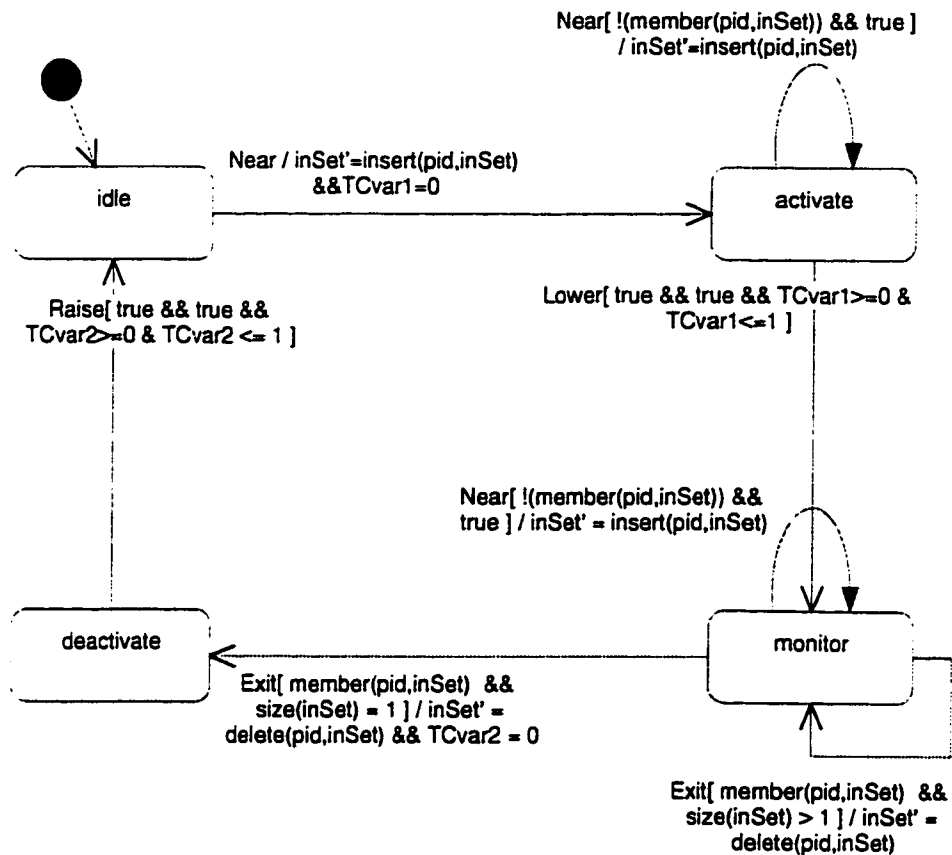 Near[ !(member(pid,inSet)) && true ]
/ inSet'=insert(pid,inSet)
Near / inSet'=insert(pid,inSet)
&&TCvar1=0
idle
activate
Raise[ true && true &&
TCvar2>=0 & TCvar2 <= 1 ]
Lower[ true && true && TCvar1>=0 &
TCvar1<=1 ]
Near[ !(member(pid,inSet)) &&
true ] / inSet' = insert(pid,inSet)
deactivate
monitor
Exit[ member(pid,inSet) &&
size(inSet) = 1 ] / inSet' =
delete(pid,inSet) && TCvar2 = 0
Exit[ member(pid,inSet) &&
size(inSet) > 1 ] / inSet' =
delete(pid,inSet)